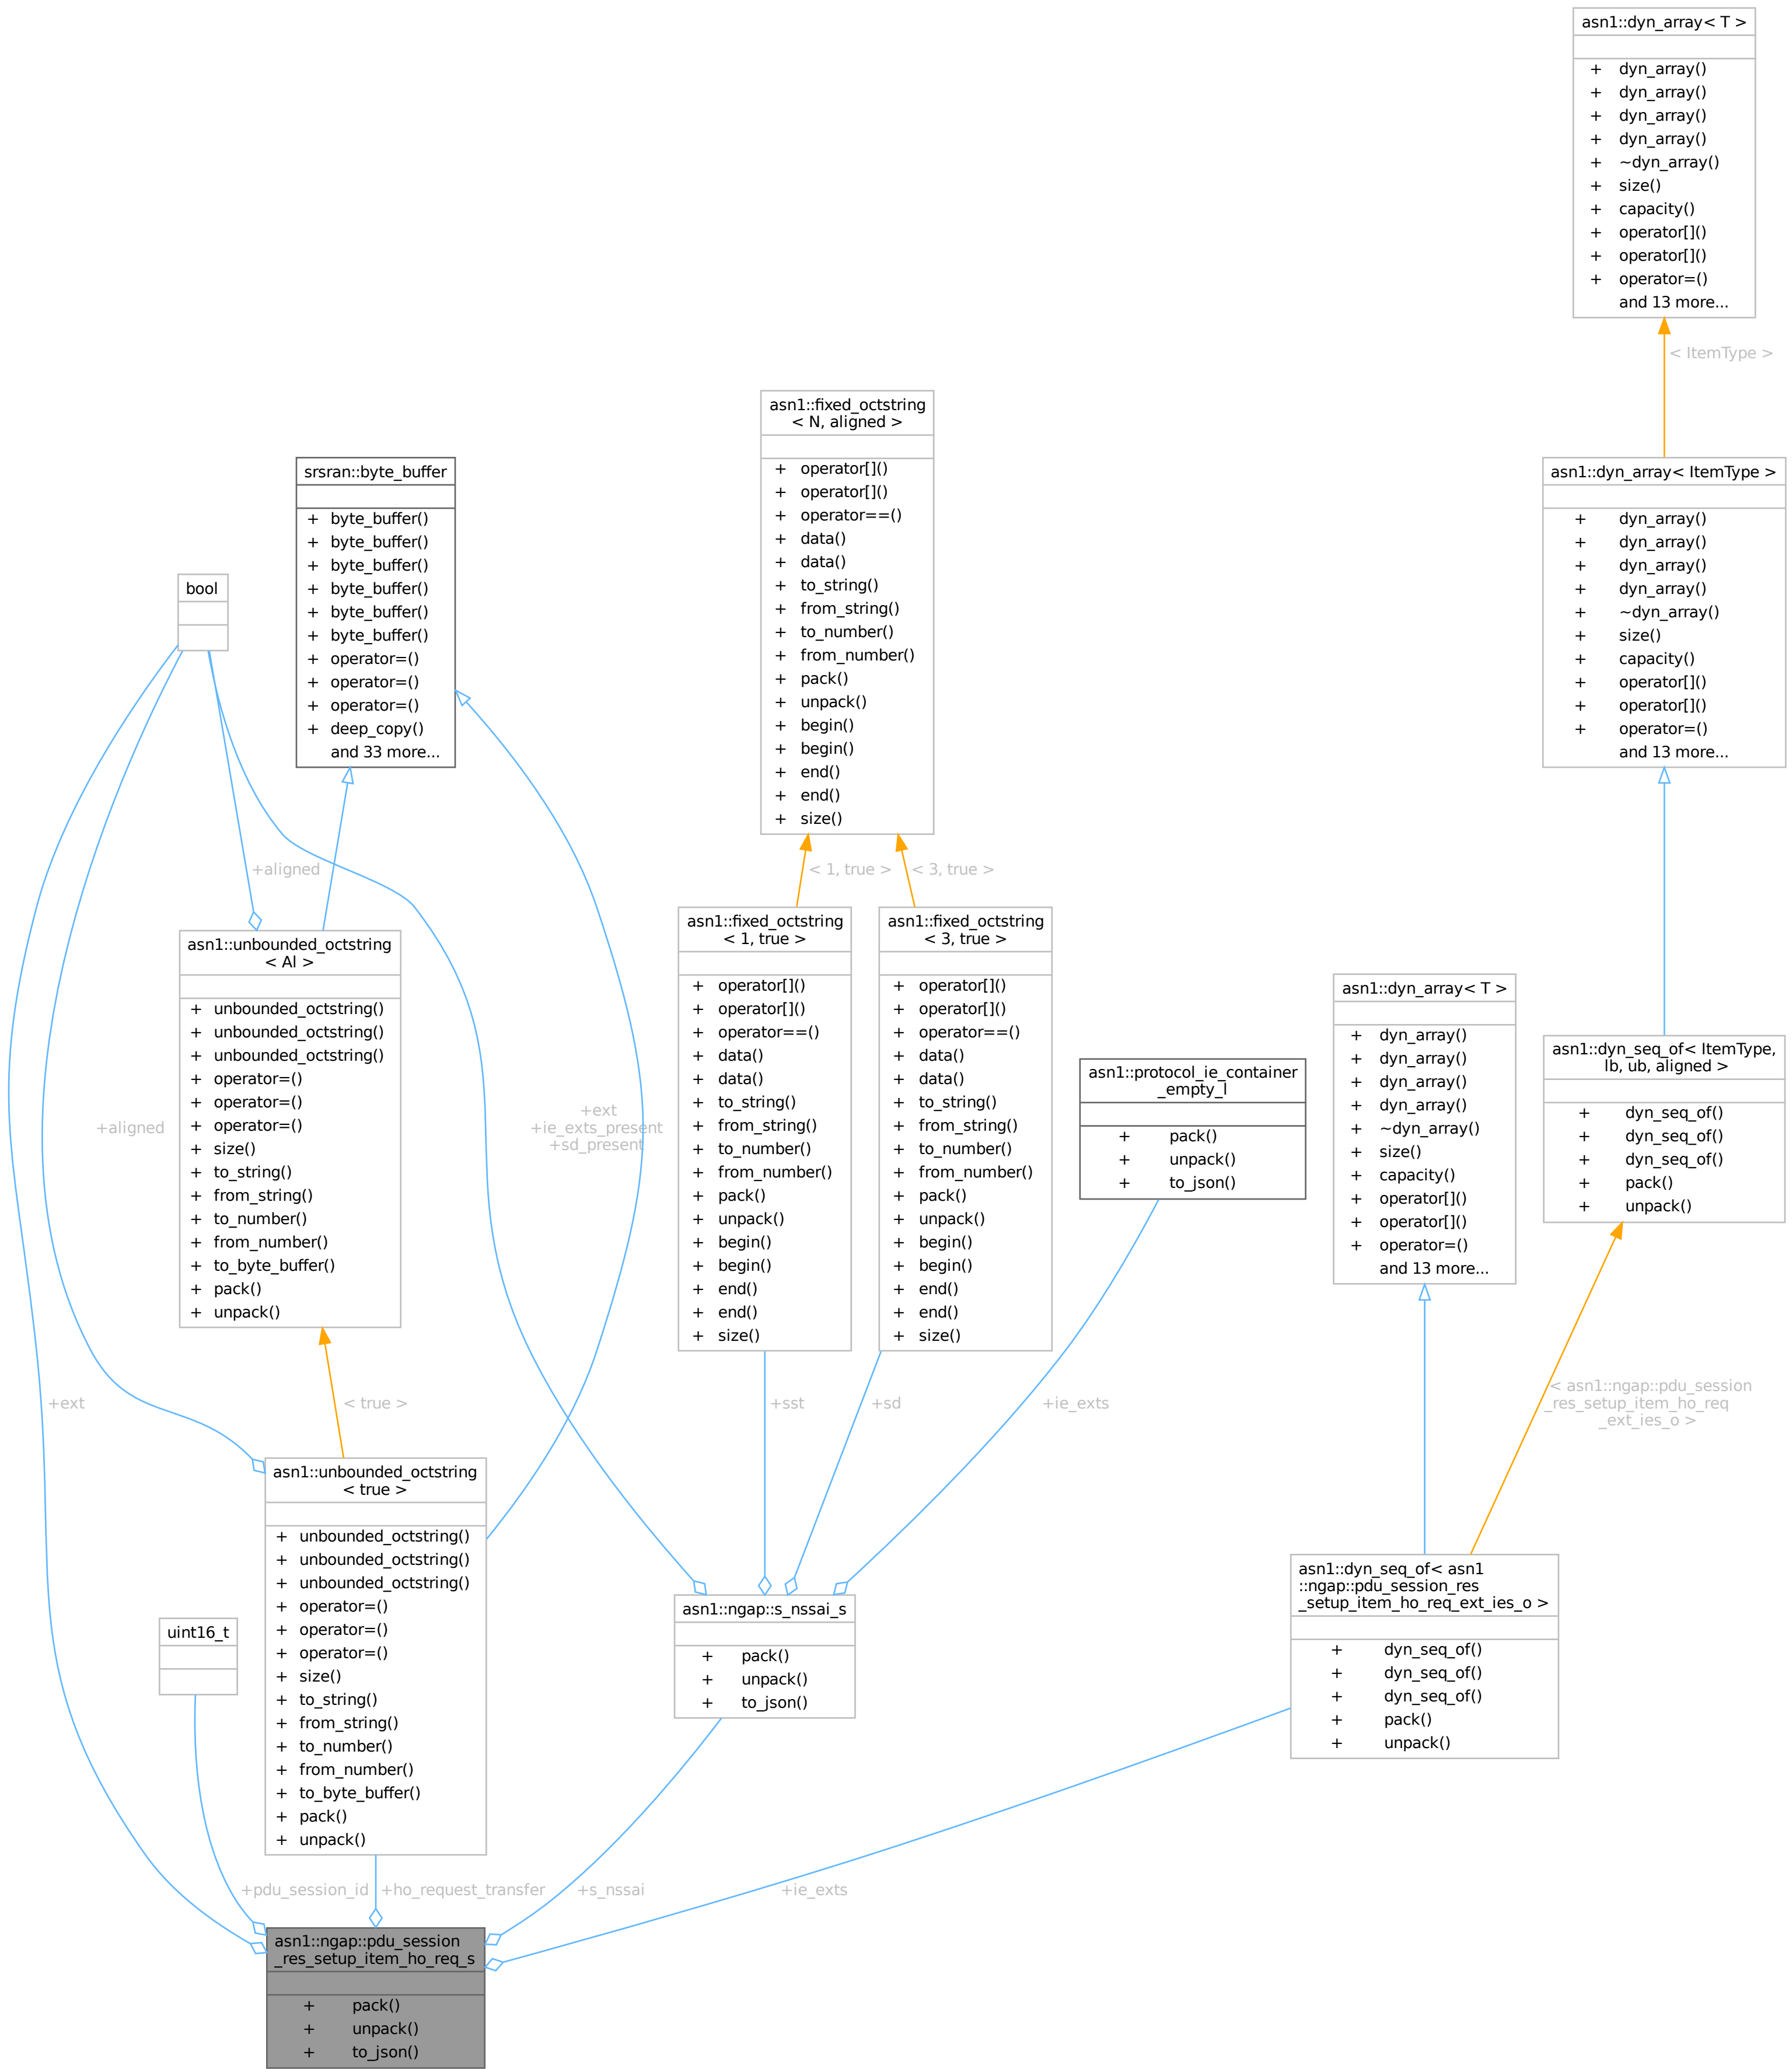 asn1::dyn_array< T >
+ dyn_array()
+ dyn_array()
+ dyn_array()
+ dyn_array()
+ ~dyn_array()
+ size()
+ capacity()
+ operator[]()
+ operator[]()
+ operator=()
and 13 more...
< ItemType >
asn1::fixed_octstring
< N, aligned >
+ operator[]()
+ operator[]()
+ operator==()
+ data()
+ data()
+ to_string()
+ from_string()
+ to_number()
+ from_number()
+ pack()
+ unpack()
+ begin()
+ begin()
+ end()
+ end()
+ size()
srsran::byte_buffer
+ byte_buffer()
+ byte_buffer()
+ byte_buffer()
+ byte_buffer()
+ byte_buffer()
+ byte_buffer()
+ operator=()
+ operator=()
+ operator=()
+ deep_copy()
and 33 more...
asn1::dyn_array< ItemType >
+ dyn_array()
+ dyn_array()
+ dyn_array()
+ dyn_array()
+ ~dyn_array()
+ size()
+ capacity()
+ operator[]()
+ operator[]()
+ operator=()
and 13 more...
bool
+aligned
< 1, true >
< 3, true >
asn1::unbounded_octstring
< Al >
+ unbounded_octstring()
+ unbounded_octstring()
+ unbounded_octstring()
+ operator=()
+ operator=()
+ operator=()
+ size()
+ to_string()
+ from_string()
+ to_number()
+ from_number()
+ to_byte_buffer()
+ pack()
+ unpack()
asn1::fixed_octstring
< 1, true >
+ operator[]()
+ operator[]()
+ operator==()
+ data()
+ data()
+ to_string()
+ from_string()
+ to_number()
+ from_number()
+ pack()
+ unpack()
+ begin()
+ begin()
+ end()
+ end()
+ size()
asn1::fixed_octstring
< 3, true >
+ operator[]()
+ operator[]()
+ operator==()
+ data()
+ data()
+ to_string()
+ from_string()
+ to_number()
+ from_number()
+ pack()
+ unpack()
+ begin()
+ begin()
+ end()
+ end()
+ size()
asn1::protocol_ie_container
_empty_l
+ pack()
+ unpack()
+ to_json()
asn1::dyn_array< T >
+ dyn_array()
+ dyn_array()
+ dyn_array()
+ dyn_array()
+ ~dyn_array()
+ size()
+ capacity()
+ operator[]()
+ operator[]()
+ operator=()
and 13 more...
asn1::dyn_seq_of< ItemType,
lb, ub, aligned >
+ dyn_seq_of()
+ dyn_seq_of()
+ dyn_seq_of()
+ pack()
+ unpack()
+aligned
+ext
+ie_exts_present
+sd_present
+ext
< true >
+sst
+sd
+ie_exts
< asn1::ngap::pdu_session
_res_setup_item_ho_req
_ext_ies_o >
asn1::unbounded_octstring
< true >
+ unbounded_octstring()
+ unbounded_octstring()
+ unbounded_octstring()
+ operator=()
+ operator=()
+ operator=()
+ size()
+ to_string()
+ from_string()
+ to_number()
+ from_number()
+ to_byte_buffer()
+ pack()
+ unpack()
uint16_t
asn1::ngap::s_nssai_s
+ pack()
+ unpack()
+ to_json()
asn1::dyn_seq_of< asn1
::ngap::pdu_session_res
_setup_item_ho_req_ext_ies_o >
+ dyn_seq_of()
+ dyn_seq_of()
+ dyn_seq_of()
+ pack()
+ unpack()
+pdu_session_id
+ho_request_transfer
+s_nssai
+ie_exts
asn1::ngap::pdu_session
_res_setup_item_ho_req_s
+ pack()
+ unpack()
+ to_json()